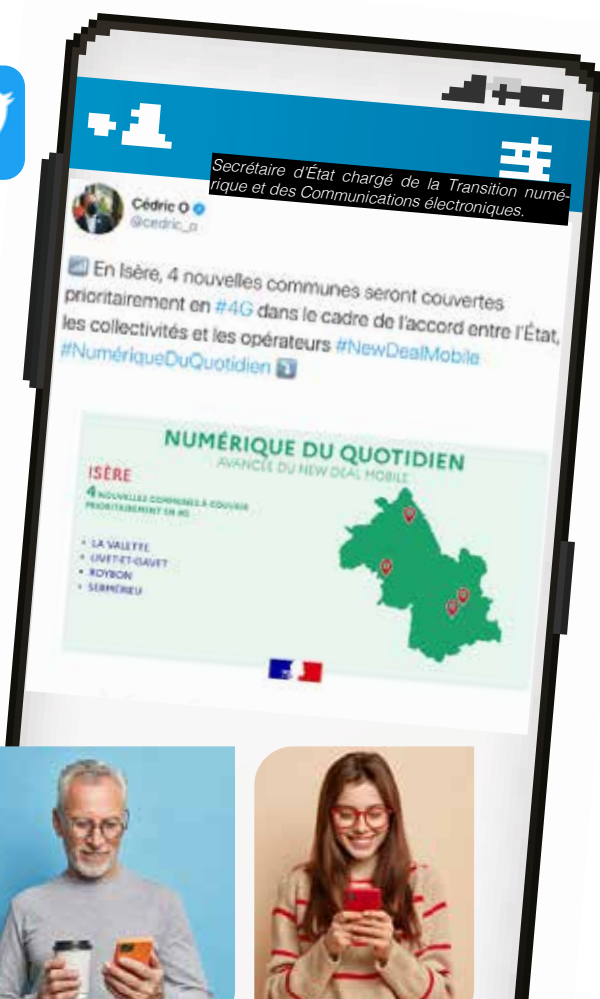 Secrétaire d'État chargé de la Transition numé-
rique et des Communications électroniques.
Cédric O
@cedric_o
En Isère, 4 nouvelles communes seront couvertes
prioritairement en #4G dans le cadre de l'accord entre l'État,
les collectivités et les opérateurs #NewDealMobile
#NumériqueDuQuotidien
NUMÉRIQUE DU QUOTIDIEN
AVANCÉE DU NEW DEAL MOBILE
ISÈRE
4 NOUVELLES COMMUNES À COUVRIR
PRIORITAIREMENT EN 4G
• LA VALETTE
• LIVET-ET-GAVET
• ROYBON
• SERMÉRIEU